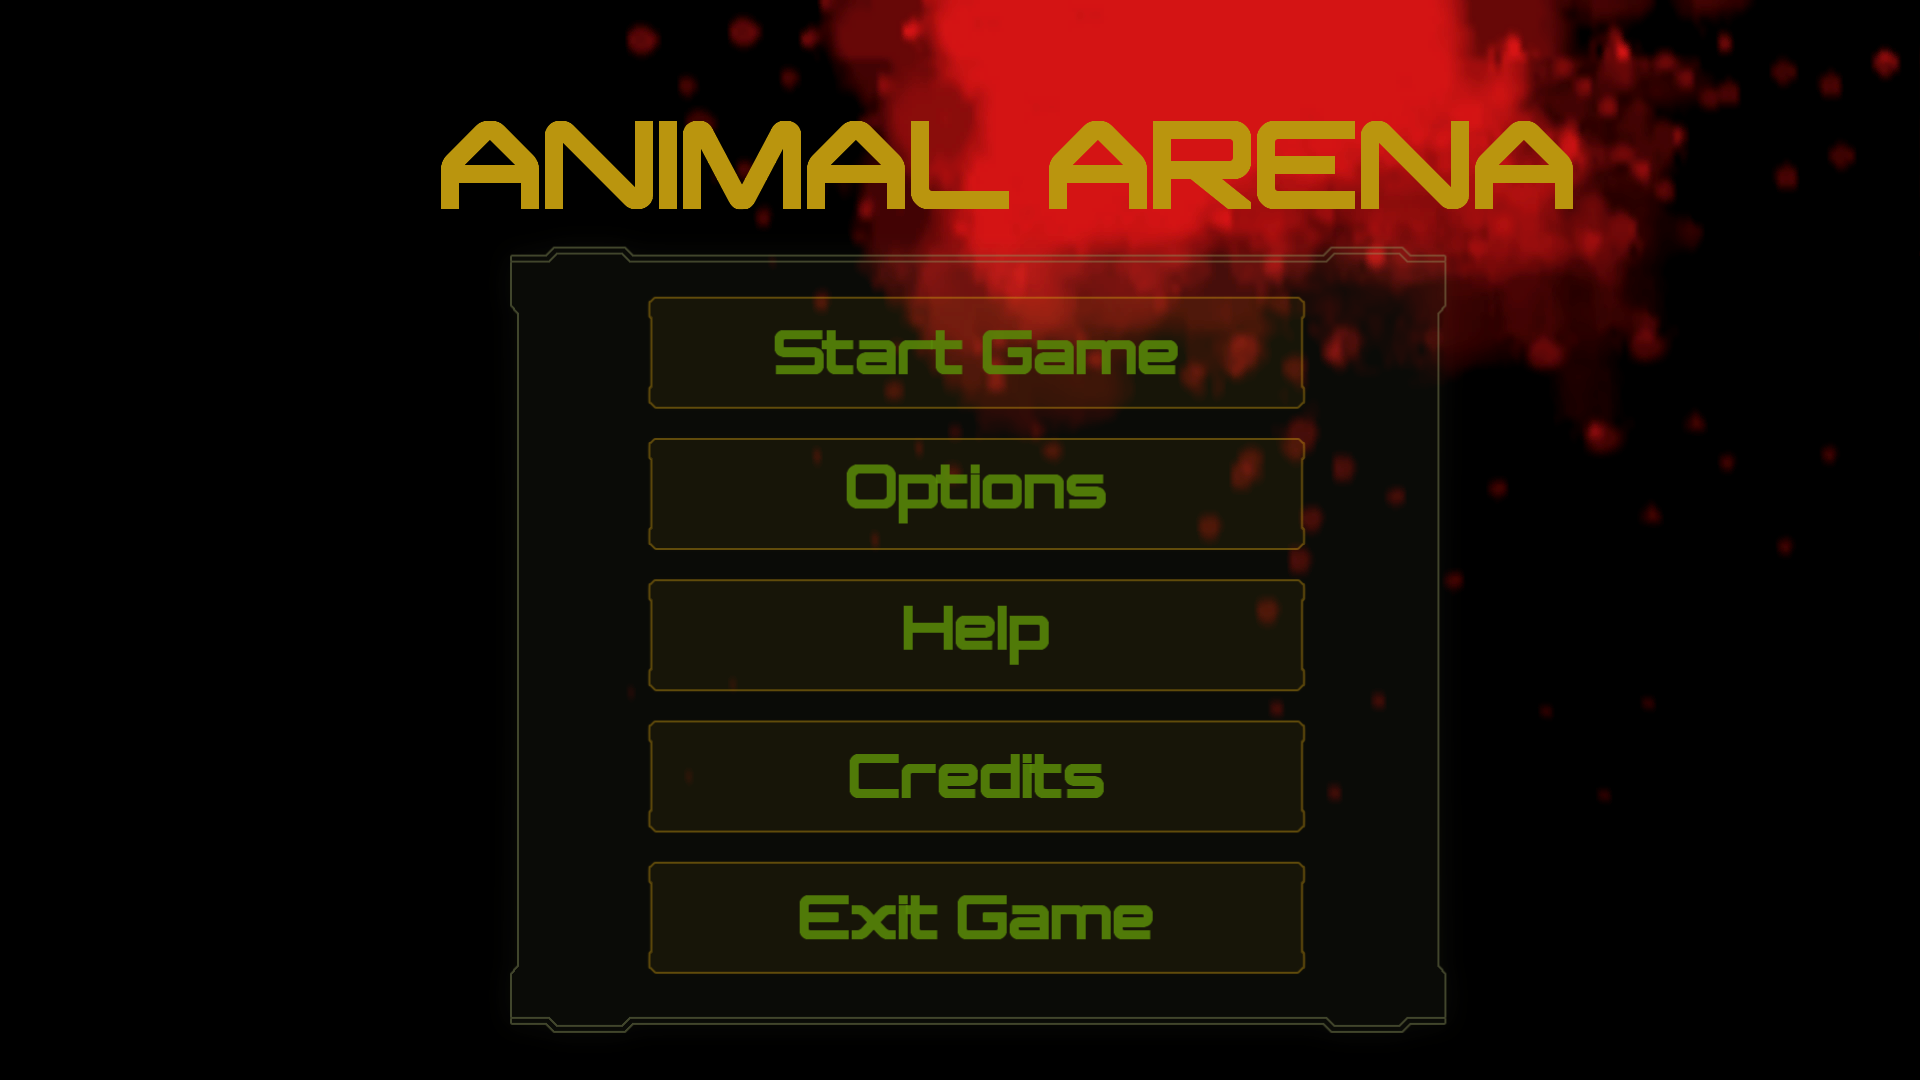 ANIMAL ARENA
Start Game
Options
Help
Credits
Exit Game